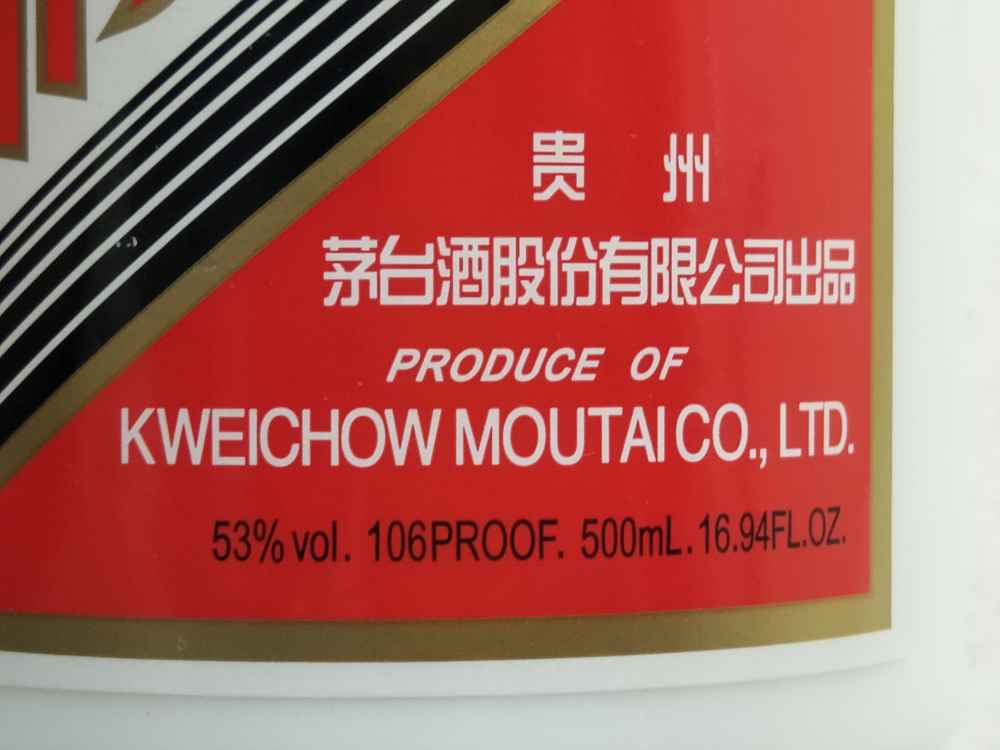 贵 州
茅台酒股份有限公司出品
PRODUCE OF
KWEICHOW MOUTAI CO., LTD.
53% vol. 106PROOF. 500mL. 16.94FL.OZ.